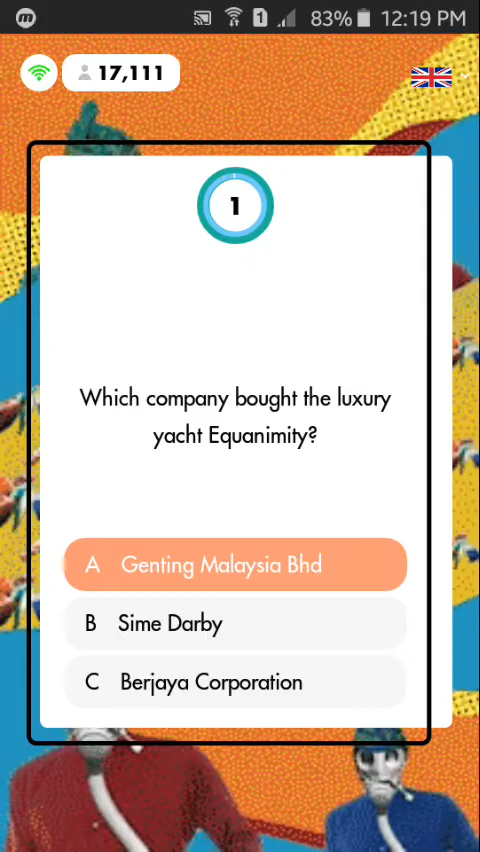 1 83% 12:19 PM
17,111
1
Which company bought the luxury
yacht Equanimity?
A Genting Malaysia Bhd
B Sime Darby
C Berjaya Corporation